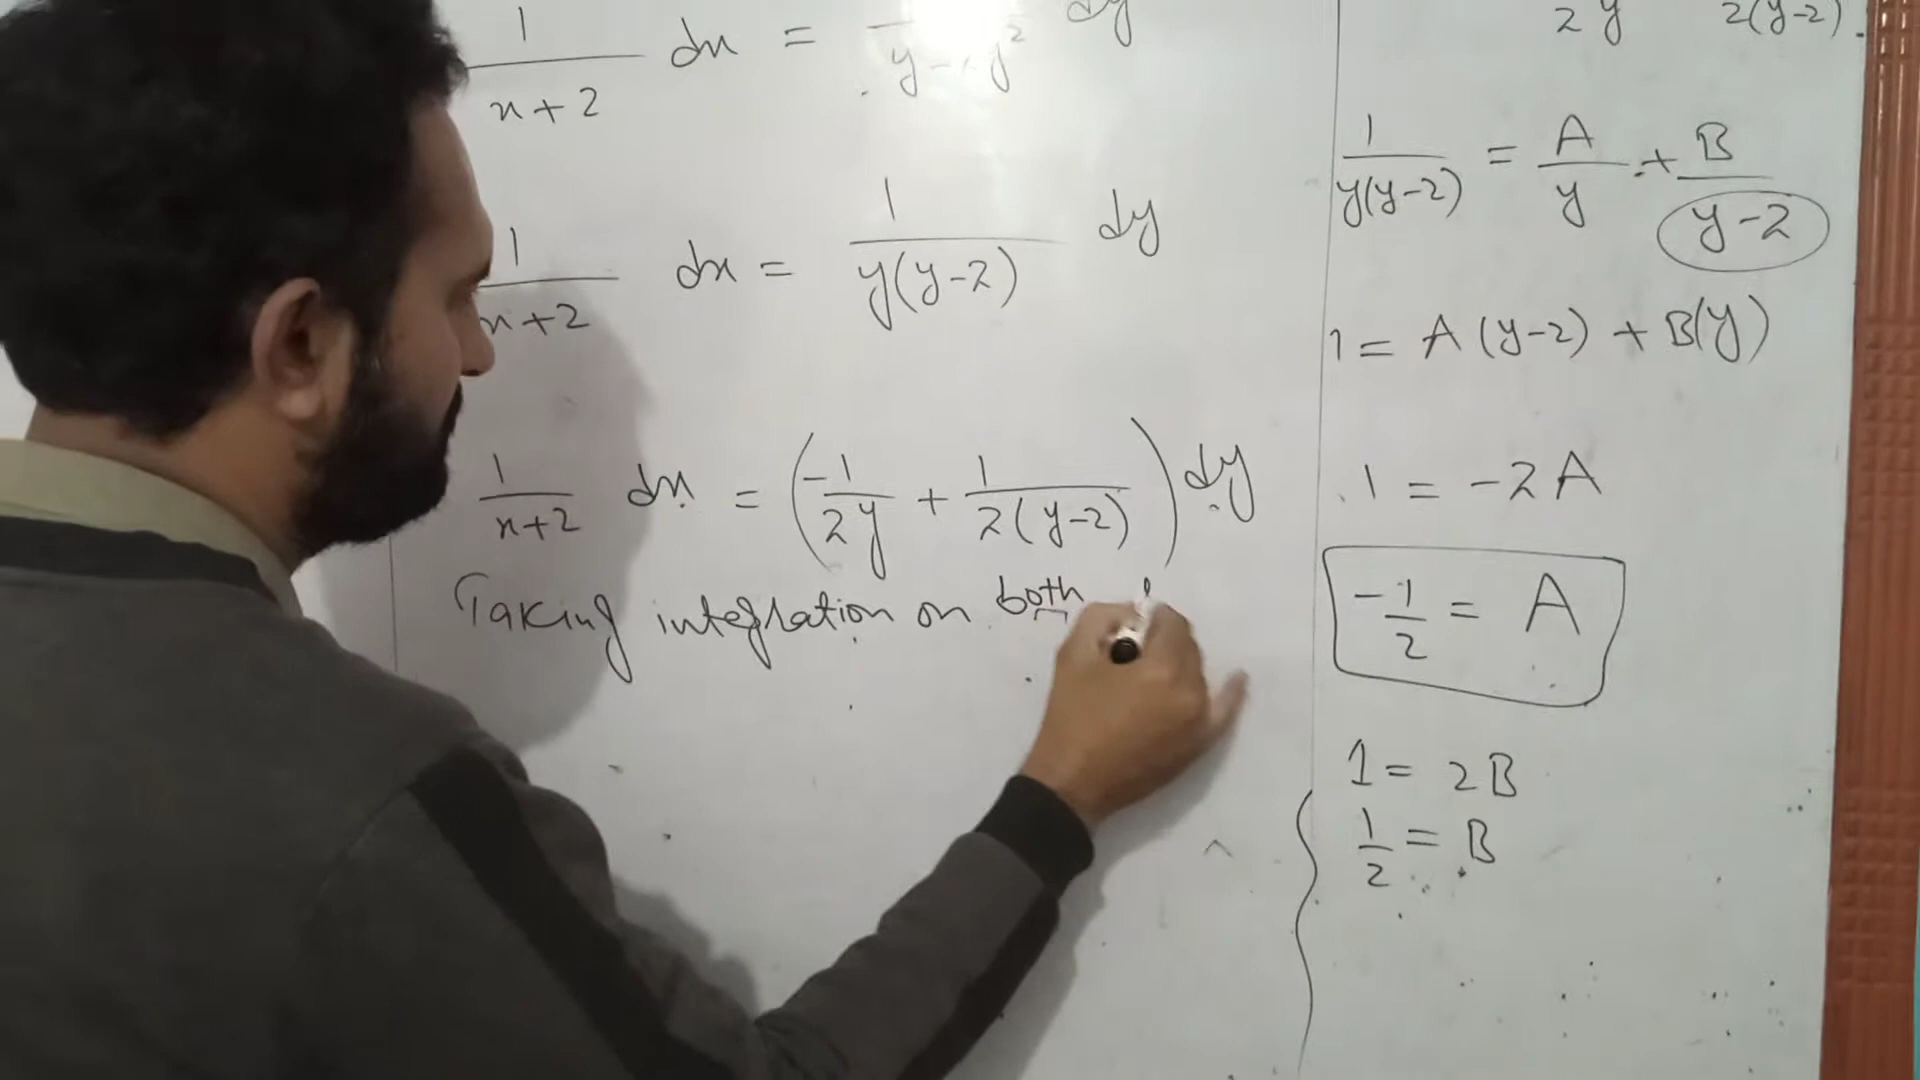 1/(x+2) dx = y - y² dy
1/(x+2) dx = 1/(y(y-2)) dy
1/(x+2) dx = (-1/2y + 1/(2(y-2))) dy
Taking integration on both
2y 2(y-2)
1/(y(y-2)) = A/y + B/(y-2)
1 = A(y-2) + B(y)
1 = -2A
-1/2 = A
1 = 2B
1/2 = B